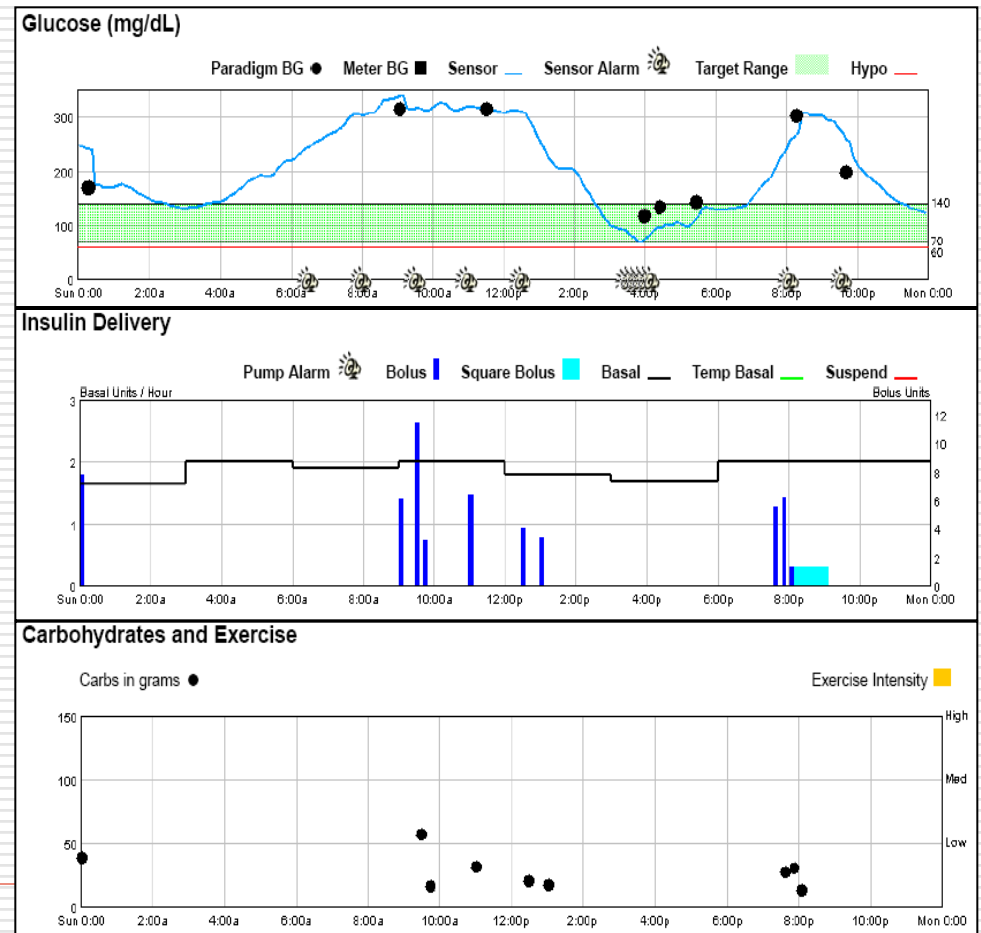 Glucose (mg/dL)
Paradigm BG Meter BG Sensor Sensor Alarm Target Range Hypo
300
200
140
100
70
60
0
Sun 0:00 2:00a 4:00a 6:00a 8:00a 10:00a 12:00p 2:00p 4:00p 6:00p 8:00p 10:00p Mon 0:00
Insulin Delivery
Pump Alarm Bolus Square Bolus Basal Temp Basal Suspend
Basal Units / Hour Bolus Units
3
12
10
2
8
6
1
4
2
0 0
Sun 0:00 2:00a 4:00a 6:00a 8:00a 10:00a 12:00p 2:00p 4:00p 6:00p 8:00p 10:00p Mon 0:00
Carbohydrates and Exercise
Carbs in grams Exercise Intensity
150 High
100 Med
50 Low
0
Sun 0:00 2:00a 4:00a 6:00a 8:00a 10:00a 12:00p 2:00p 4:00p 6:00p 8:00p 10:00p Mon 0:00